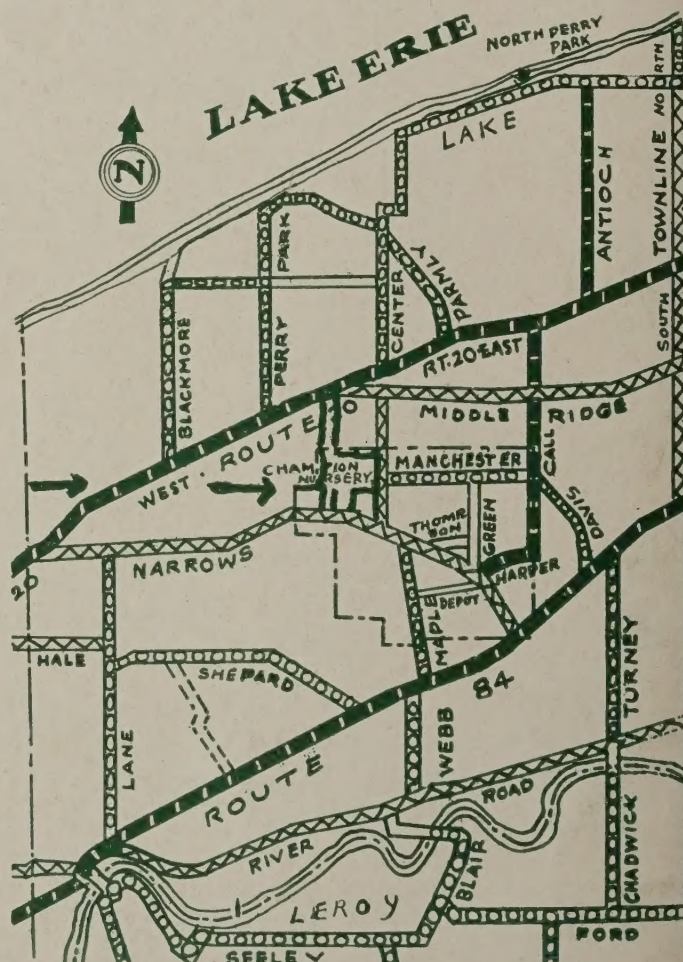 LAKE ERIE
NORTH PERRY
PARK
N
LAKE
NORTH
ANTIOCH
TOWNLINE
SOUTH
PARK
PERRY
CENTER
PARMLY
BLACKMORE
RT. 20 EAST
WEST. ROUTE
MIDDLE RIDGE
CHAMPION
NURSERY
MANCHESTER
CALL
THOMP
SON
GREEN
DAVIS
NARROWS
20
HARPER
DEPOT
MAPLE
HALE
SHEPARD
84
TURNEY
LANE
WEBB
ROUTE
ROAD
RIVER
BLAIR
CHADWICK
LEROY
FORD
SEELEY